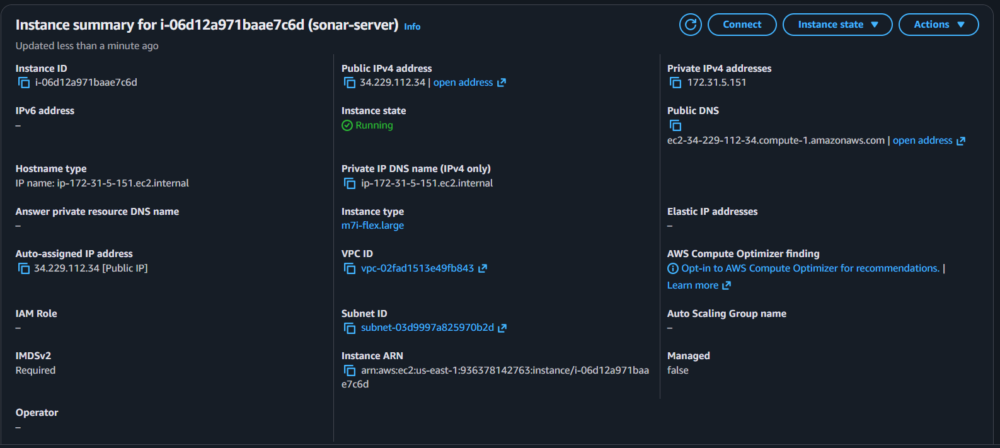 Instance summary for i-06d12a971baae7c6d (sonar-server) Info
Connect
Instance state
Actions
Updated less than a minute ago
Instance ID
i-06d12a971baae7c6d
Public IPv4 address
34.229.112.34 | open address
Private IPv4 addresses
172.31.5.151
IPv6 address
–
Instance state
Running
Public DNS
ec2-34-229-112-34.compute-1.amazonaws.com | open address
Hostname type
IP name: ip-172-31-5-151.ec2.internal
Private IP DNS name (IPv4 only)
ip-172-31-5-151.ec2.internal
Answer private resource DNS name
–
Instance type
m7i-flex.large
Elastic IP addresses
–
Auto-assigned IP address
34.229.112.34 [Public IP]
VPC ID
vpc-02fad1513e49fb843
AWS Compute Optimizer finding
Opt-in to AWS Compute Optimizer for recommendations. |
Learn more
IAM Role
–
Subnet ID
subnet-03d9997a825970b2d
Auto Scaling Group name
–
IMDSv2
Required
Instance ARN
arn:aws:ec2:us-east-1:936378142763:instance/i-06d12a971baa
e7c6d
Managed
false
Operator
–